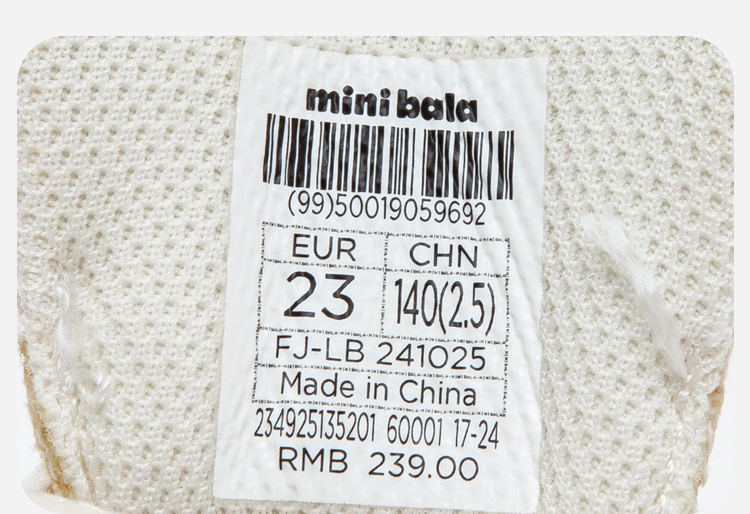 mini bala
(99)50019059692
EUR CHN
23 140(2.5)
FJ-LB 241025
Made in China
234925135201 60001 17-24
RMB 239.00